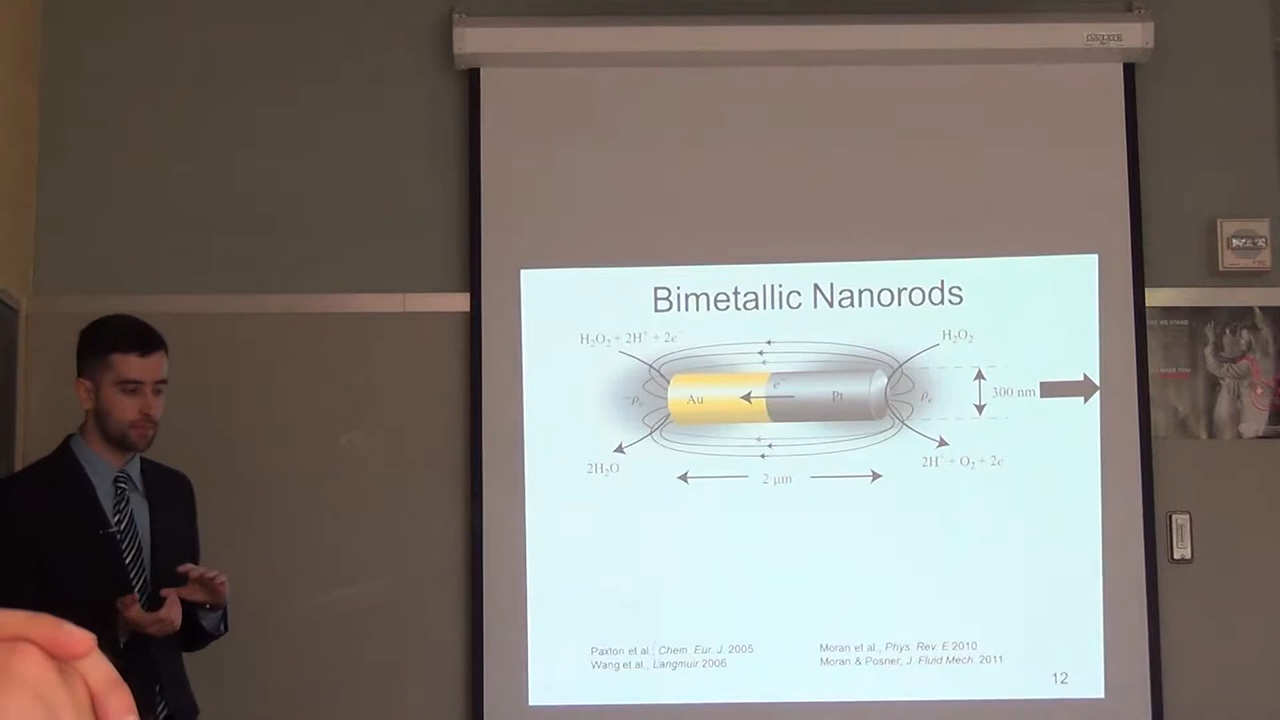 Bimetallic Nanorods
H₂O₂ + 2H⁺ + 2e⁻
H₂O₂
Au
e⁻
Pt
-ρₑ
ρₑ
300 nm
2H₂O
2 µm
2H⁺ + O₂ + 2e
Paxton et al., Chem. Eur. J. 2005
Wang et al., Langmuir 2006
Moran et al., Phys. Rev. E 2010
Moran & Posner, J. Fluid Mech. 2011
12